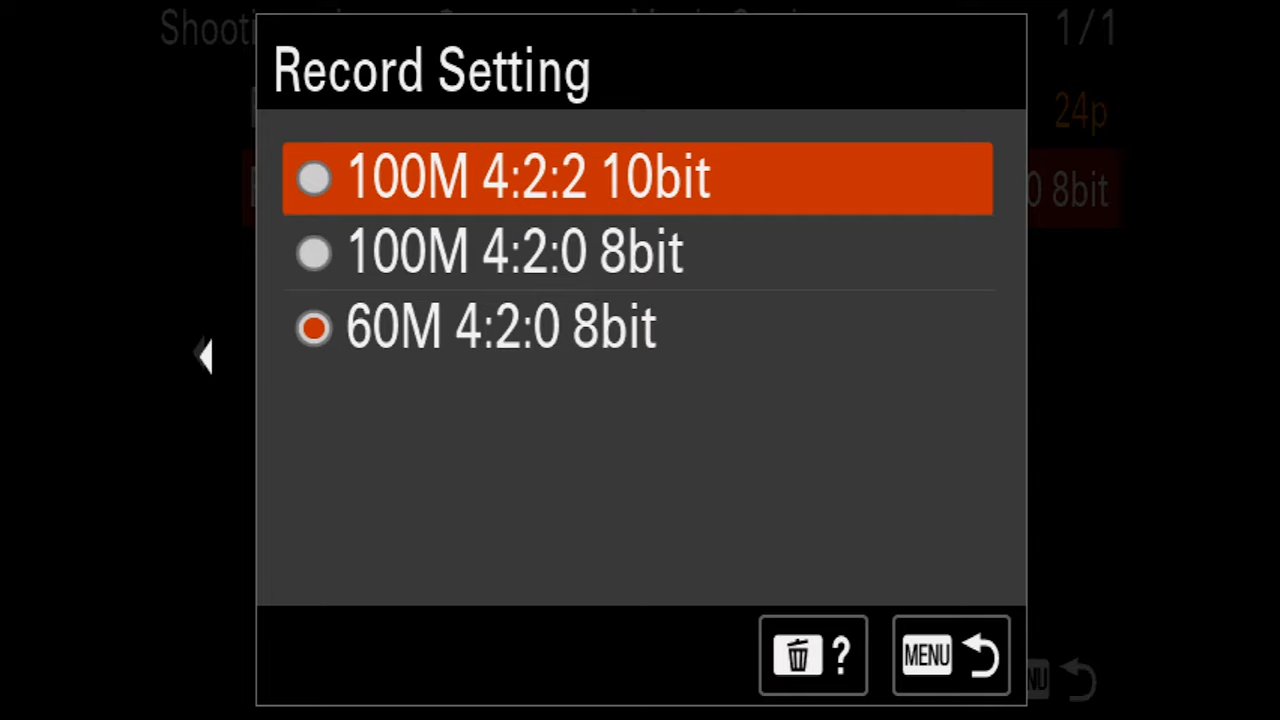 1/1
Record Setting
24p
100M 4:2:2 10bit
0 8bit
100M 4:2:0 8bit
60M 4:2:0 8bit
?
MENU